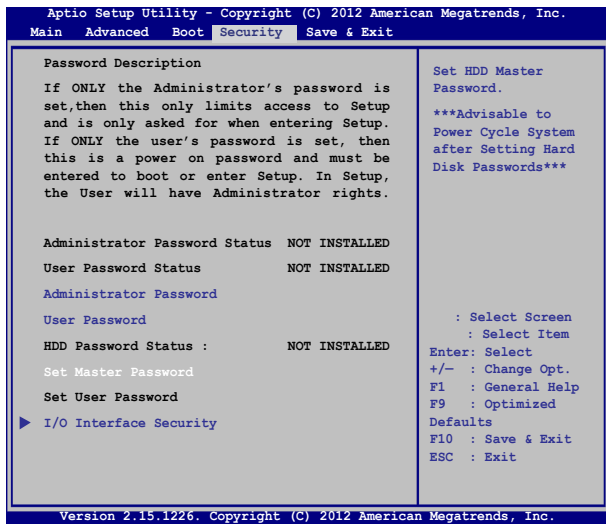 Aptio Setup Utility - Copyright (C) 2012 American Megatrends, Inc.
Main Advanced Boot Security Save & Exit
Password Description
If ONLY the Administrator's password is
set,then this only limits access to Setup
and is only asked for when entering Setup.
If ONLY the user's password is set, then
this is a power on password and must be
entered to boot or enter Setup. In Setup,
the User will have Administrator rights.
Administrator Password Status NOT INSTALLED
User Password Status NOT INSTALLED
Administrator Password
User Password
HDD Password Status : NOT INSTALLED
Set Master Password
Set User Password
I/O Interface Security
Set HDD Master
Password.
***Advisable to
Power Cycle System
after Setting Hard
Disk Passwords***
: Select Screen
: Select Item
Enter: Select
+/— : Change Opt.
F1 : General Help
F9 : Optimized
Defaults
F10 : Save & Exit
ESC : Exit
Version 2.15.1226. Copyright (C) 2012 American Megatrends, Inc.